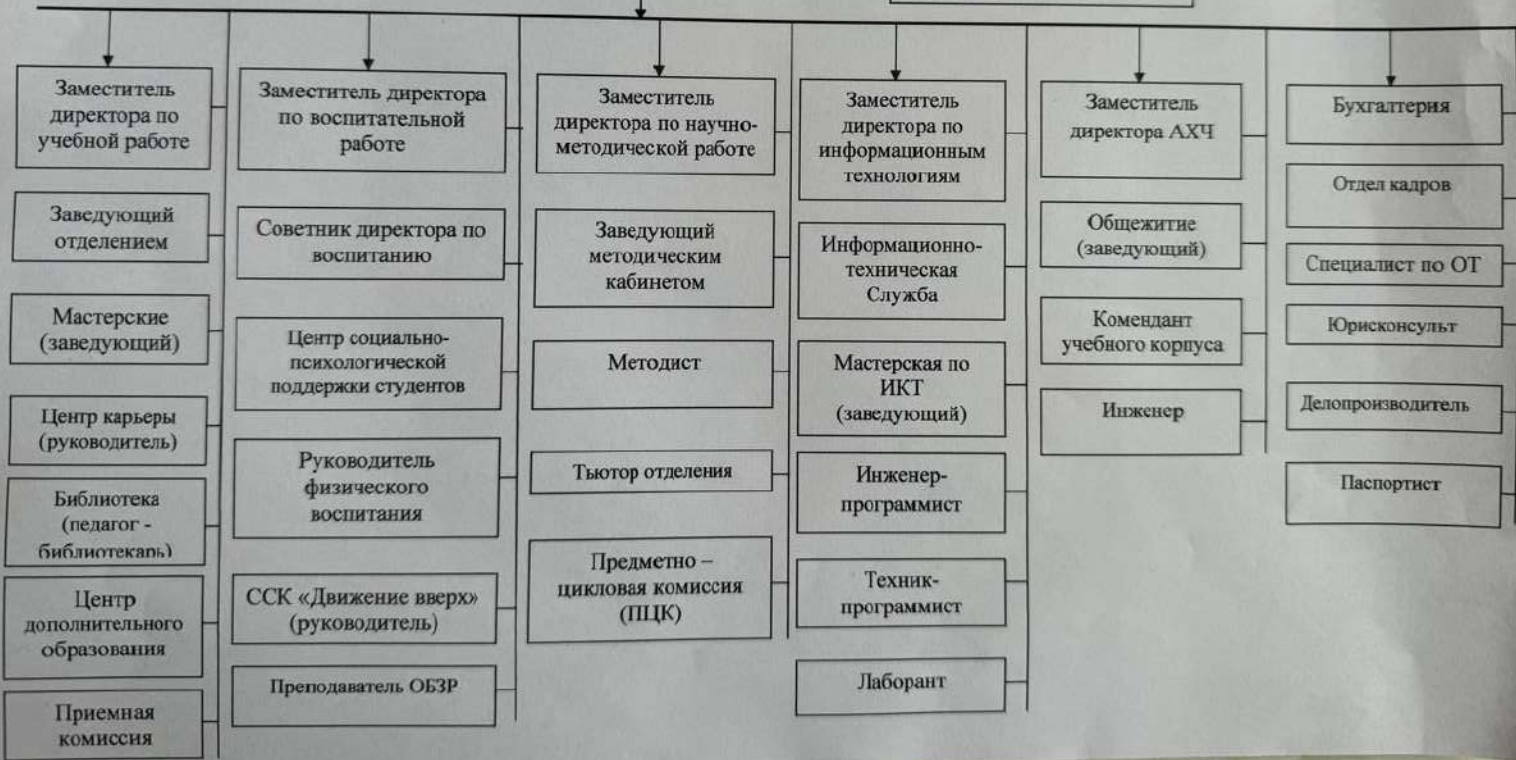 Заместитель
директора по
учебной работе
Заведующий
отделением
Мастерские
(заведующий)
Центр карьеры
(руководитель)
Библиотека
(педагог -
библиотекарь)
Центр
дополнительного
образования
Приемная
комиссия
Заместитель директора
по воспитательной
работе
Советник директора по
воспитанию
Центр социально-
психологической
поддержки студентов
Руководитель
физического
воспитания
ССК «Движение вверх»
(руководитель)
Преподаватель ОБЗР
Заместитель
директора по научно-
методической работе
Заведующий
методическим
кабинетом
Методист
Тьютор отделения
Предметно –
цикловая комиссия
(ПЦК)
Заместитель
директора по
информационным
технологиям
Информационно-
техническая
Служба
Мастерская по
ИКТ
(заведующий)
Инженер-
программист
Техник-
программист
Лаборант
Заместитель
директора АХЧ
Общежитие
(заведующий)
Комендант
учебного корпуса
Инженер
Бухгалтерия
Отдел кадров
Специалист по ОТ
Юрисконсульт
Делопроизводитель
Паспортист